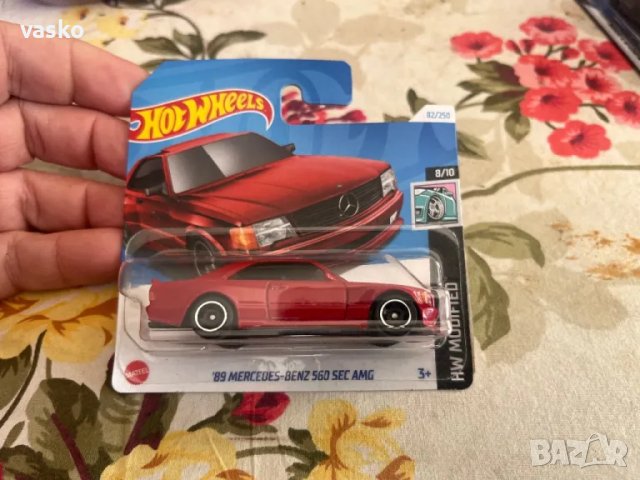 vasko
HOT WHEELS
82/250
8/10
HW MODIFIED
MATTEL
'89 MERCEDES-BENZ 560 SEC AMG
3+
BAZAR